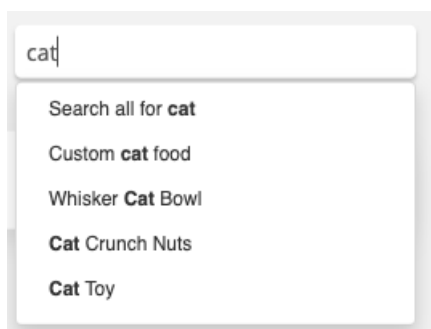 cat
Search all for cat
Custom cat food
Whisker Cat Bowl
Cat Crunch Nuts
Cat Toy